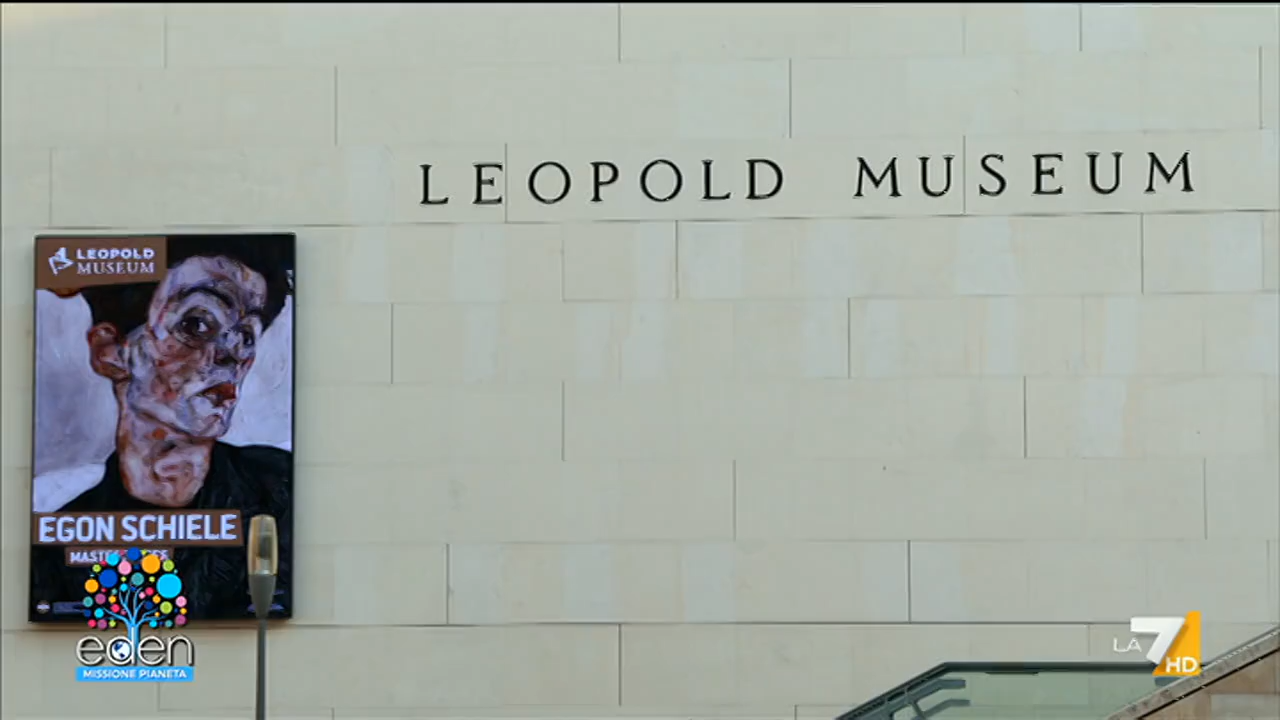 LEOPOLD MUSEUM
LEOPOLD
MUSEUM
EGON SCHIELE
eden
MISSIONE PIANETA
LA 7
HD